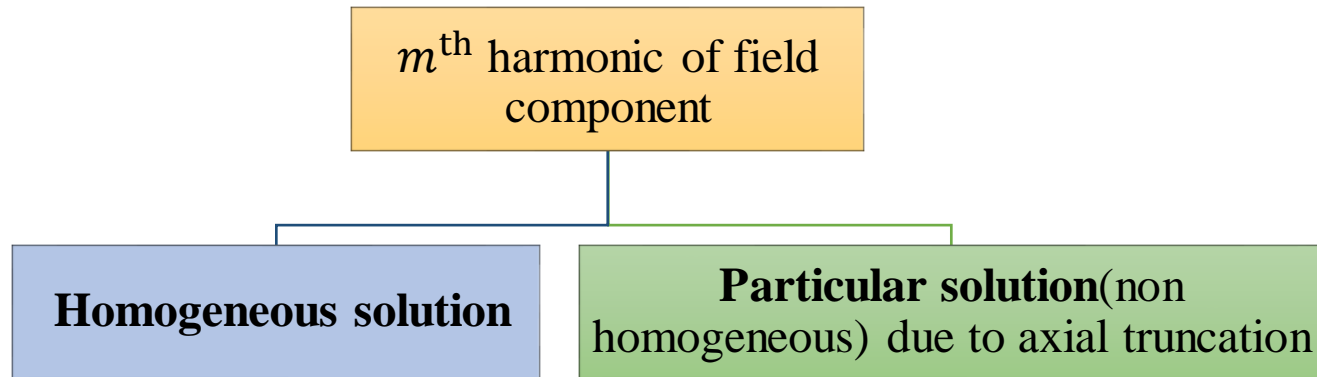 mᵗʰ harmonic of field
component
Homogeneous solution
Particular solution(non
homogeneous) due to axial truncation